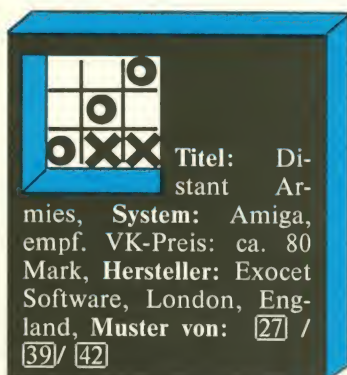 Titel: Di-
stant Ar-
mies, System: Amiga,
empf. VK-Preis: ca. 80
Mark, Hersteller: Exocet
Software, London, Eng-
land, Muster von: 27 /
39/ 42